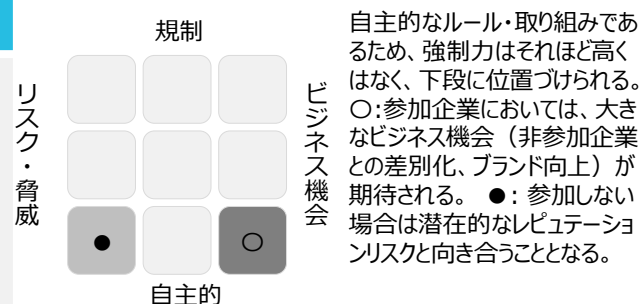 規制
リスク・脅威
ビジネス機会
●
〇
自主的
自主的なルール・取り組みであ
るため、強制力はそれほど高く
はなく、下段に位置づけられる。
〇:参加企業においては、大き
なビジネス機会（非参加企業
との差別化、ブランド向上）が
期待される。 ●: 参加しない
場合は潜在的なレピュテーショ
ンリスクと向き合うこととなる。